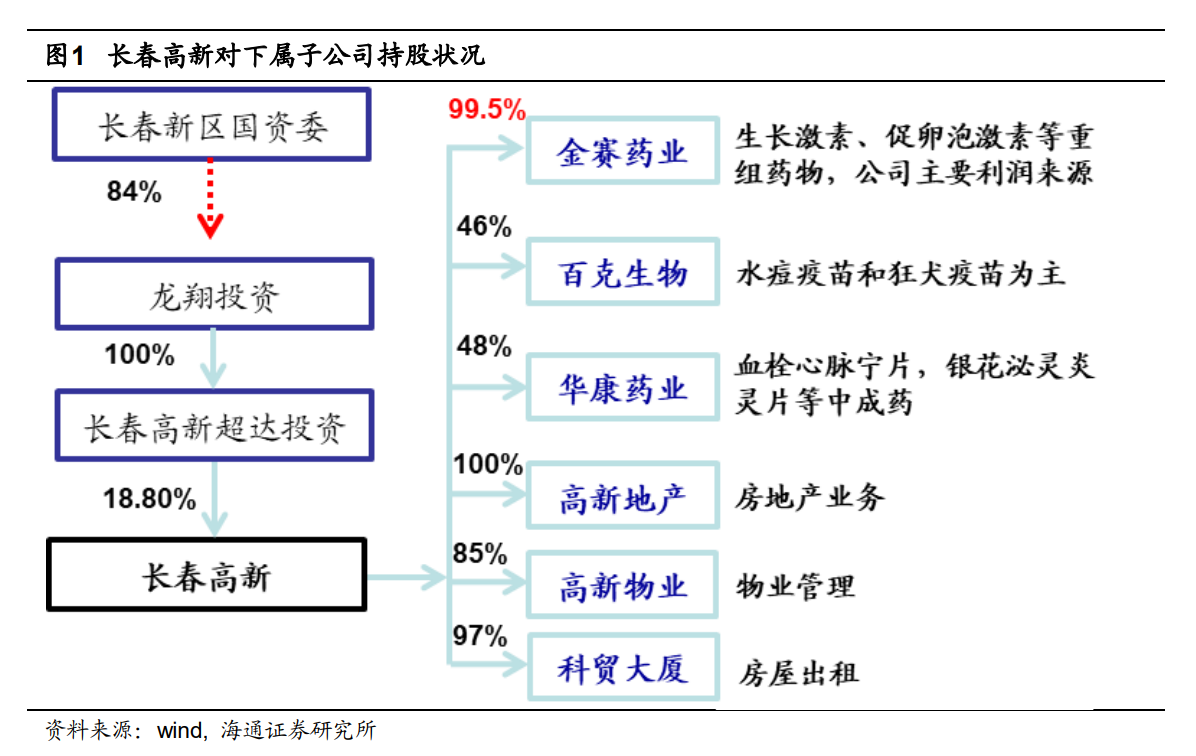 图1 长春高新对下属子公司持股状况
长春新区国资委
84%
龙翔投资
100%
长春高新超达投资
18.80%
长春高新
99.5%
金赛药业
生长激素、促卵泡激素等重
组药物，公司主要利润来源
46%
百克生物
水痘疫苗和狂犬疫苗为主
48%
华康药业
血栓心脉宁片，银花泌灵炎
灵片等中成药
100%
高新地产
房地产业务
85%
高新物业
物业管理
97%
科贸大厦
房屋出租
资料来源：wind, 海通证券研究所